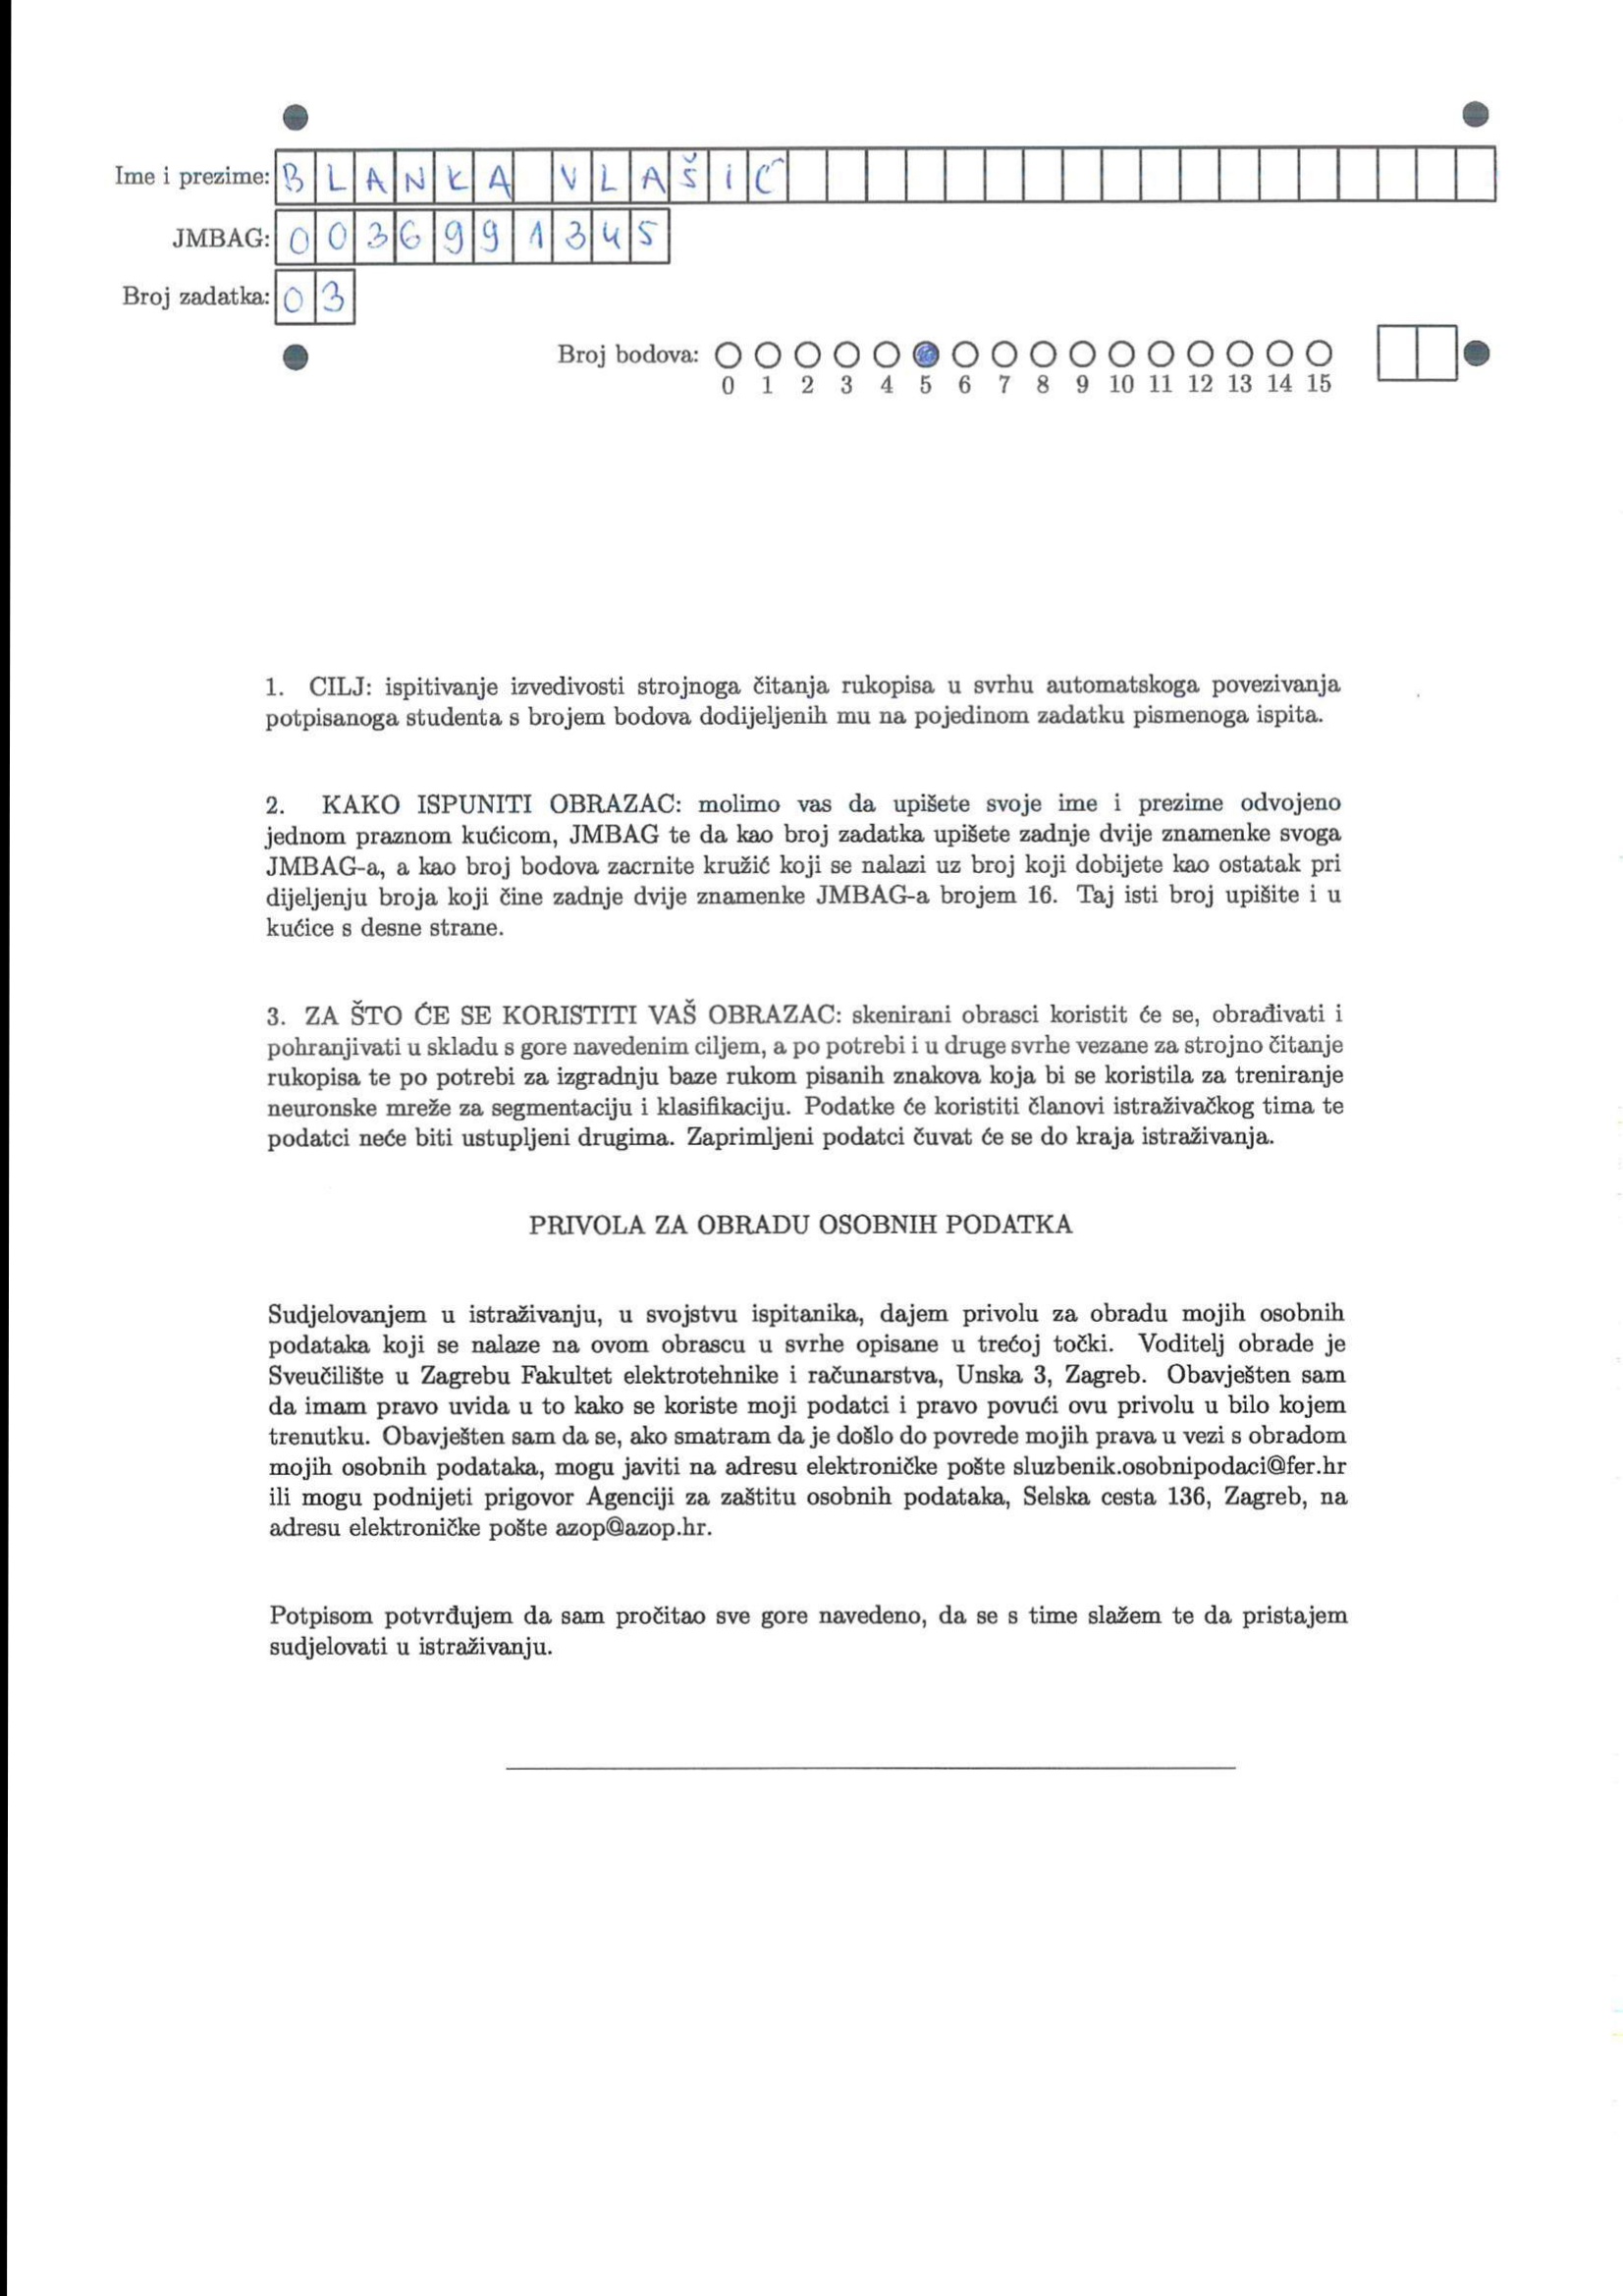 Ime i prezime: BLANKA VLAŠIĆ
JMBAG: 0036991345
Broj zadatka: 03
Broj bodova:
0 1 2 3 4 5 6 7 8 9 10 11 12 13 14 15
1. CILJ: ispitivanje izvedivosti strojnoga čitanja rukopisa u svrhu automatskoga povezivanja
potpisanoga studenta s brojem bodova dodijeljenih mu na pojedinom zadatku pismenoga ispita.
2. KAKO ISPUNITI OBRAZAC: molimo vas da upišete svoje ime i prezime odvojeno
jednom praznom kućicom, JMBAG te da kao broj zadatka upišete zadnje dvije znamenke svoga
JMBAG-a, a kao broj bodova zacrnite kružić koji se nalazi uz broj koji dobijete kao ostatak pri
dijeljenju broja koji čine zadnje dvije znamenke JMBAG-a brojem 16. Taj isti broj upišite i u
kućice s desne strane.
3. ZA ŠTO ĆE SE KORISTITI VAŠ OBRAZAC: skenirani obrasci koristit će se, obrađivati i
pohranjivati u skladu s gore navedenim ciljem, a po potrebi i u druge svrhe vezane za strojno čitanje
rukopisa te po potrebi za izgradnju baze rukom pisanih znakova koja bi se koristila za treniranje
neuronske mreže za segmentaciju i klasifikaciju. Podatke će koristiti članovi istraživačkog tima te
podatci neće biti ustupljeni drugima. Zaprimljeni podatci čuvat će se do kraja istraživanja.
PRIVOLA ZA OBRADU OSOBNIH PODATKA
Sudjelovanjem u istraživanju, u svojstvu ispitanika, dajem privolu za obradu mojih osobnih
podataka koji se nalaze na ovom obrascu u svrhe opisane u trećoj točki. Voditelj obrade je
Sveučilište u Zagrebu Fakultet elektrotehnike i računarstva, Unska 3, Zagreb. Obavješten sam
da imam pravo uvida u to kako se koriste moji podatci i pravo povući ovu privolu u bilo kojem
trenutku. Obavješten sam da se, ako smatram da je došlo do povrede mojih prava u vezi s obradom
mojih osobnih podataka, mogu javiti na adresu elektroničke pošte sluzbenik.osobnipodaci@fer.hr
ili mogu podnijeti prigovor Agenciji za zaštitu osobnih podataka, Selska cesta 136, Zagreb, na
adresu elektroničke pošte azop@azop.hr.
Potpisom potvrđujem da sam pročitao sve gore navedeno, da se s time slažem te da pristajem
sudjelovati u istraživanju.